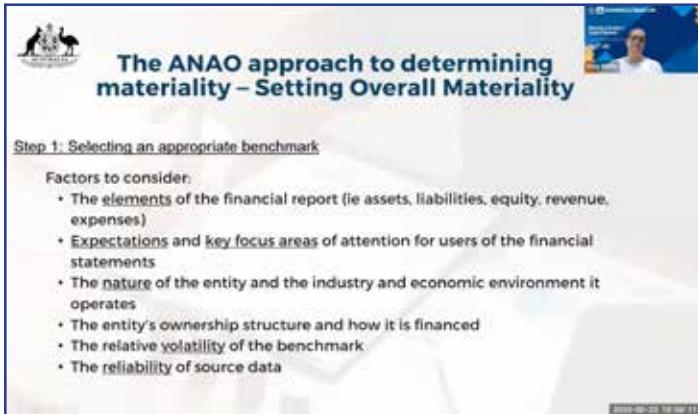 AUSTRALIA
The ANAO approach to determining
materiality – Setting Overall Materiality
Step 1: Selecting an appropriate benchmark
Factors to consider:
• The elements of the financial report (ie assets, liabilities, equity, revenue,
expenses)
• Expectations and key focus areas of attention for users of the financial
statements
• The nature of the entity and the industry and economic environment it
operates
• The entity's ownership structure and how it is financed
• The relative volatility of the benchmark
• The reliability of source data